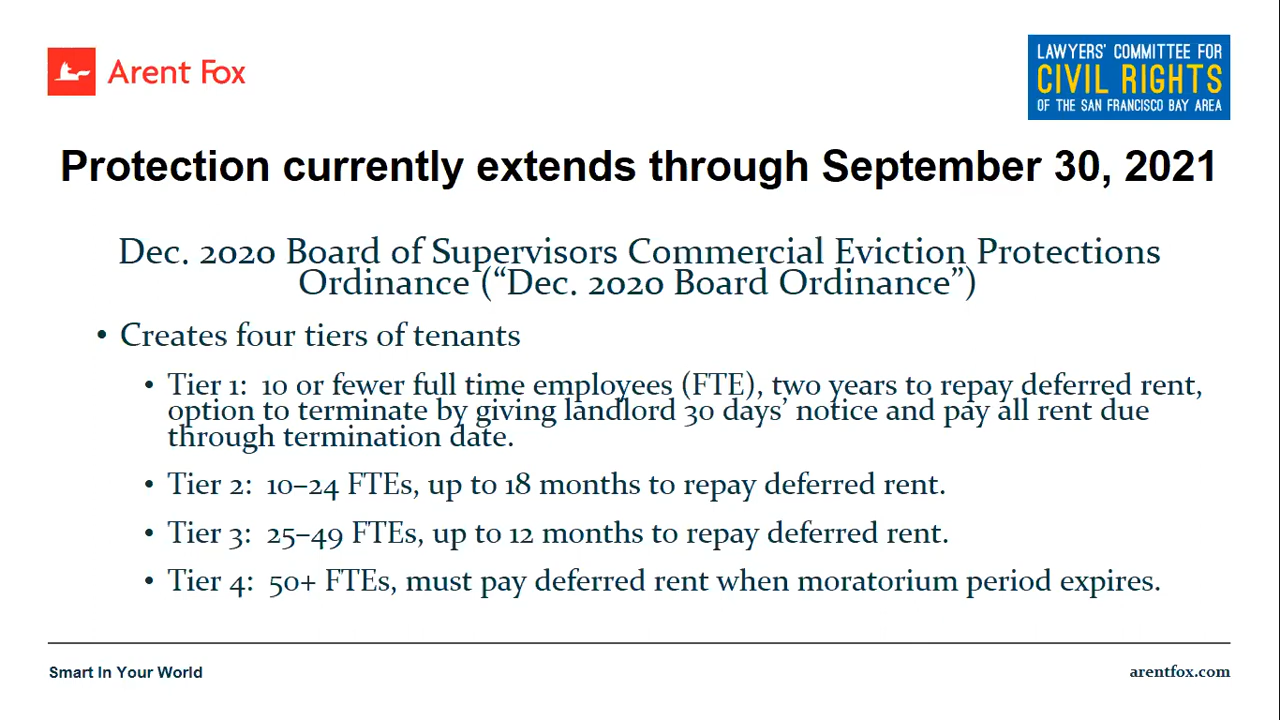 Arent Fox
LAWYERS' COMMITTEE FOR
CIVIL RIGHTS
OF THE SAN FRANCISCO BAY AREA
Protection currently extends through September 30, 2021
Dec. 2020 Board of Supervisors Commercial Eviction Protections
Ordinance (“Dec. 2020 Board Ordinance”)
• Creates four tiers of tenants
• Tier 1:  10 or fewer full time employees (FTE), two years to repay deferred rent,
option to terminate by giving landlord 30 days’ notice and pay all rent due
through termination date.
• Tier 2:  10–24 FTEs, up to 18 months to repay deferred rent.
• Tier 3:  25–49 FTEs, up to 12 months to repay deferred rent.
• Tier 4:  50+ FTEs, must pay deferred rent when moratorium period expires.
Smart In Your World
arentfox.com